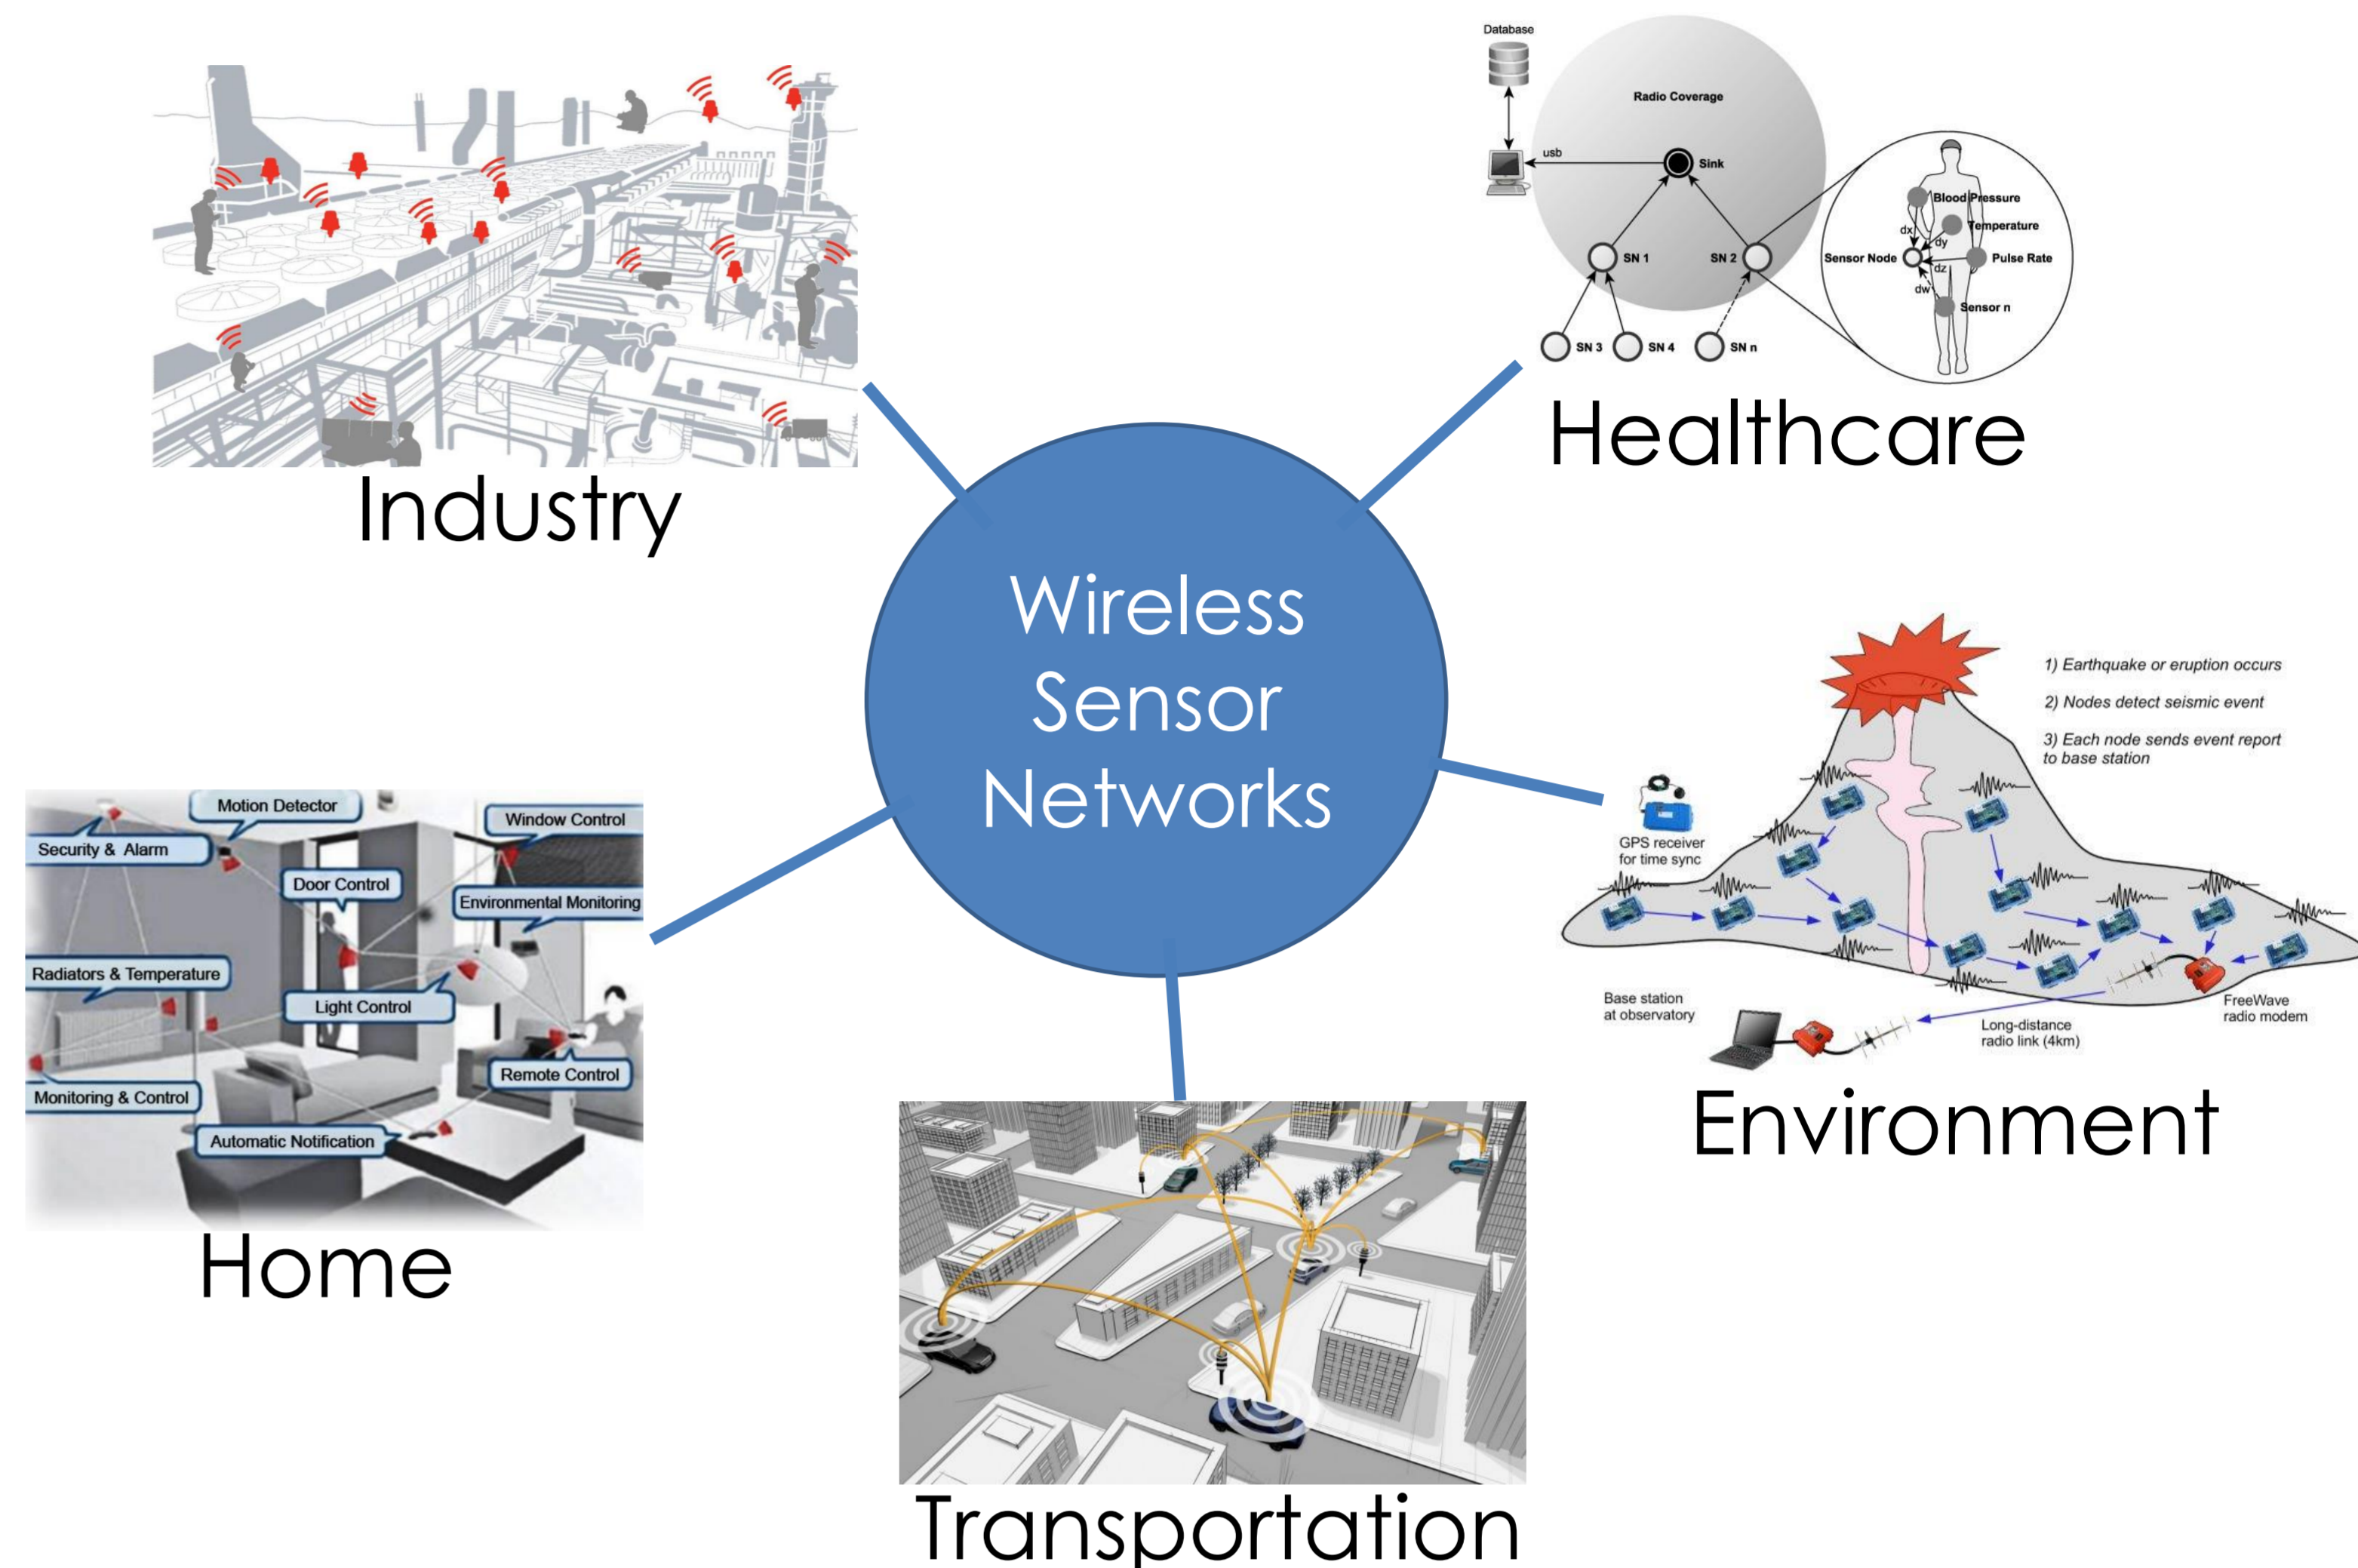 Industry
Database
Radio Coverage
usb
Sink
SN 1
SN 2
SN 3
SN 4
SN n
Blood Pressure
Temperature
dx
dy
Sensor Node
Pulse Rate
dz
dw
Sensor n
Healthcare
Wireless
Sensor
Networks
1) Earthquake or eruption occurs
2) Nodes detect seismic event
3) Each node sends event report
to base station
GPS receiver
for time sync
Base station
at observatory
Long-distance
radio link (4km)
FreeWave
radio modem
Environment
Motion Detector
Window Control
Security & Alarm
Door Control
Environmental Monitoring
Radiators & Temperature
Light Control
Remote Control
Monitoring & Control
Automatic Notification
Home
Transportation